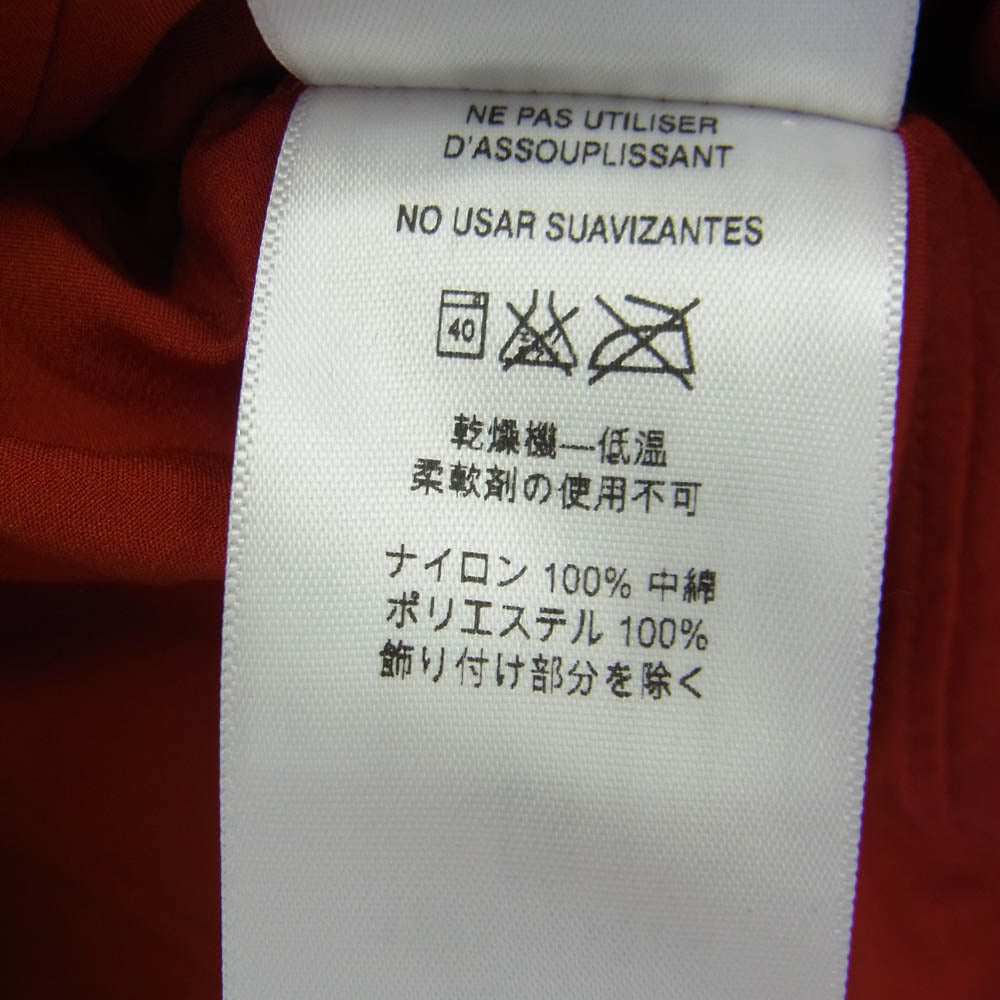 NE PAS UTILISER
D'ASSOUPLISSANT
NO USAR SUAVIZANTES
40
乾燥機—低温
柔軟剤の使用不可
ナイロン 100% 中綿
ポリエステル 100%
飾り付け部分を除く